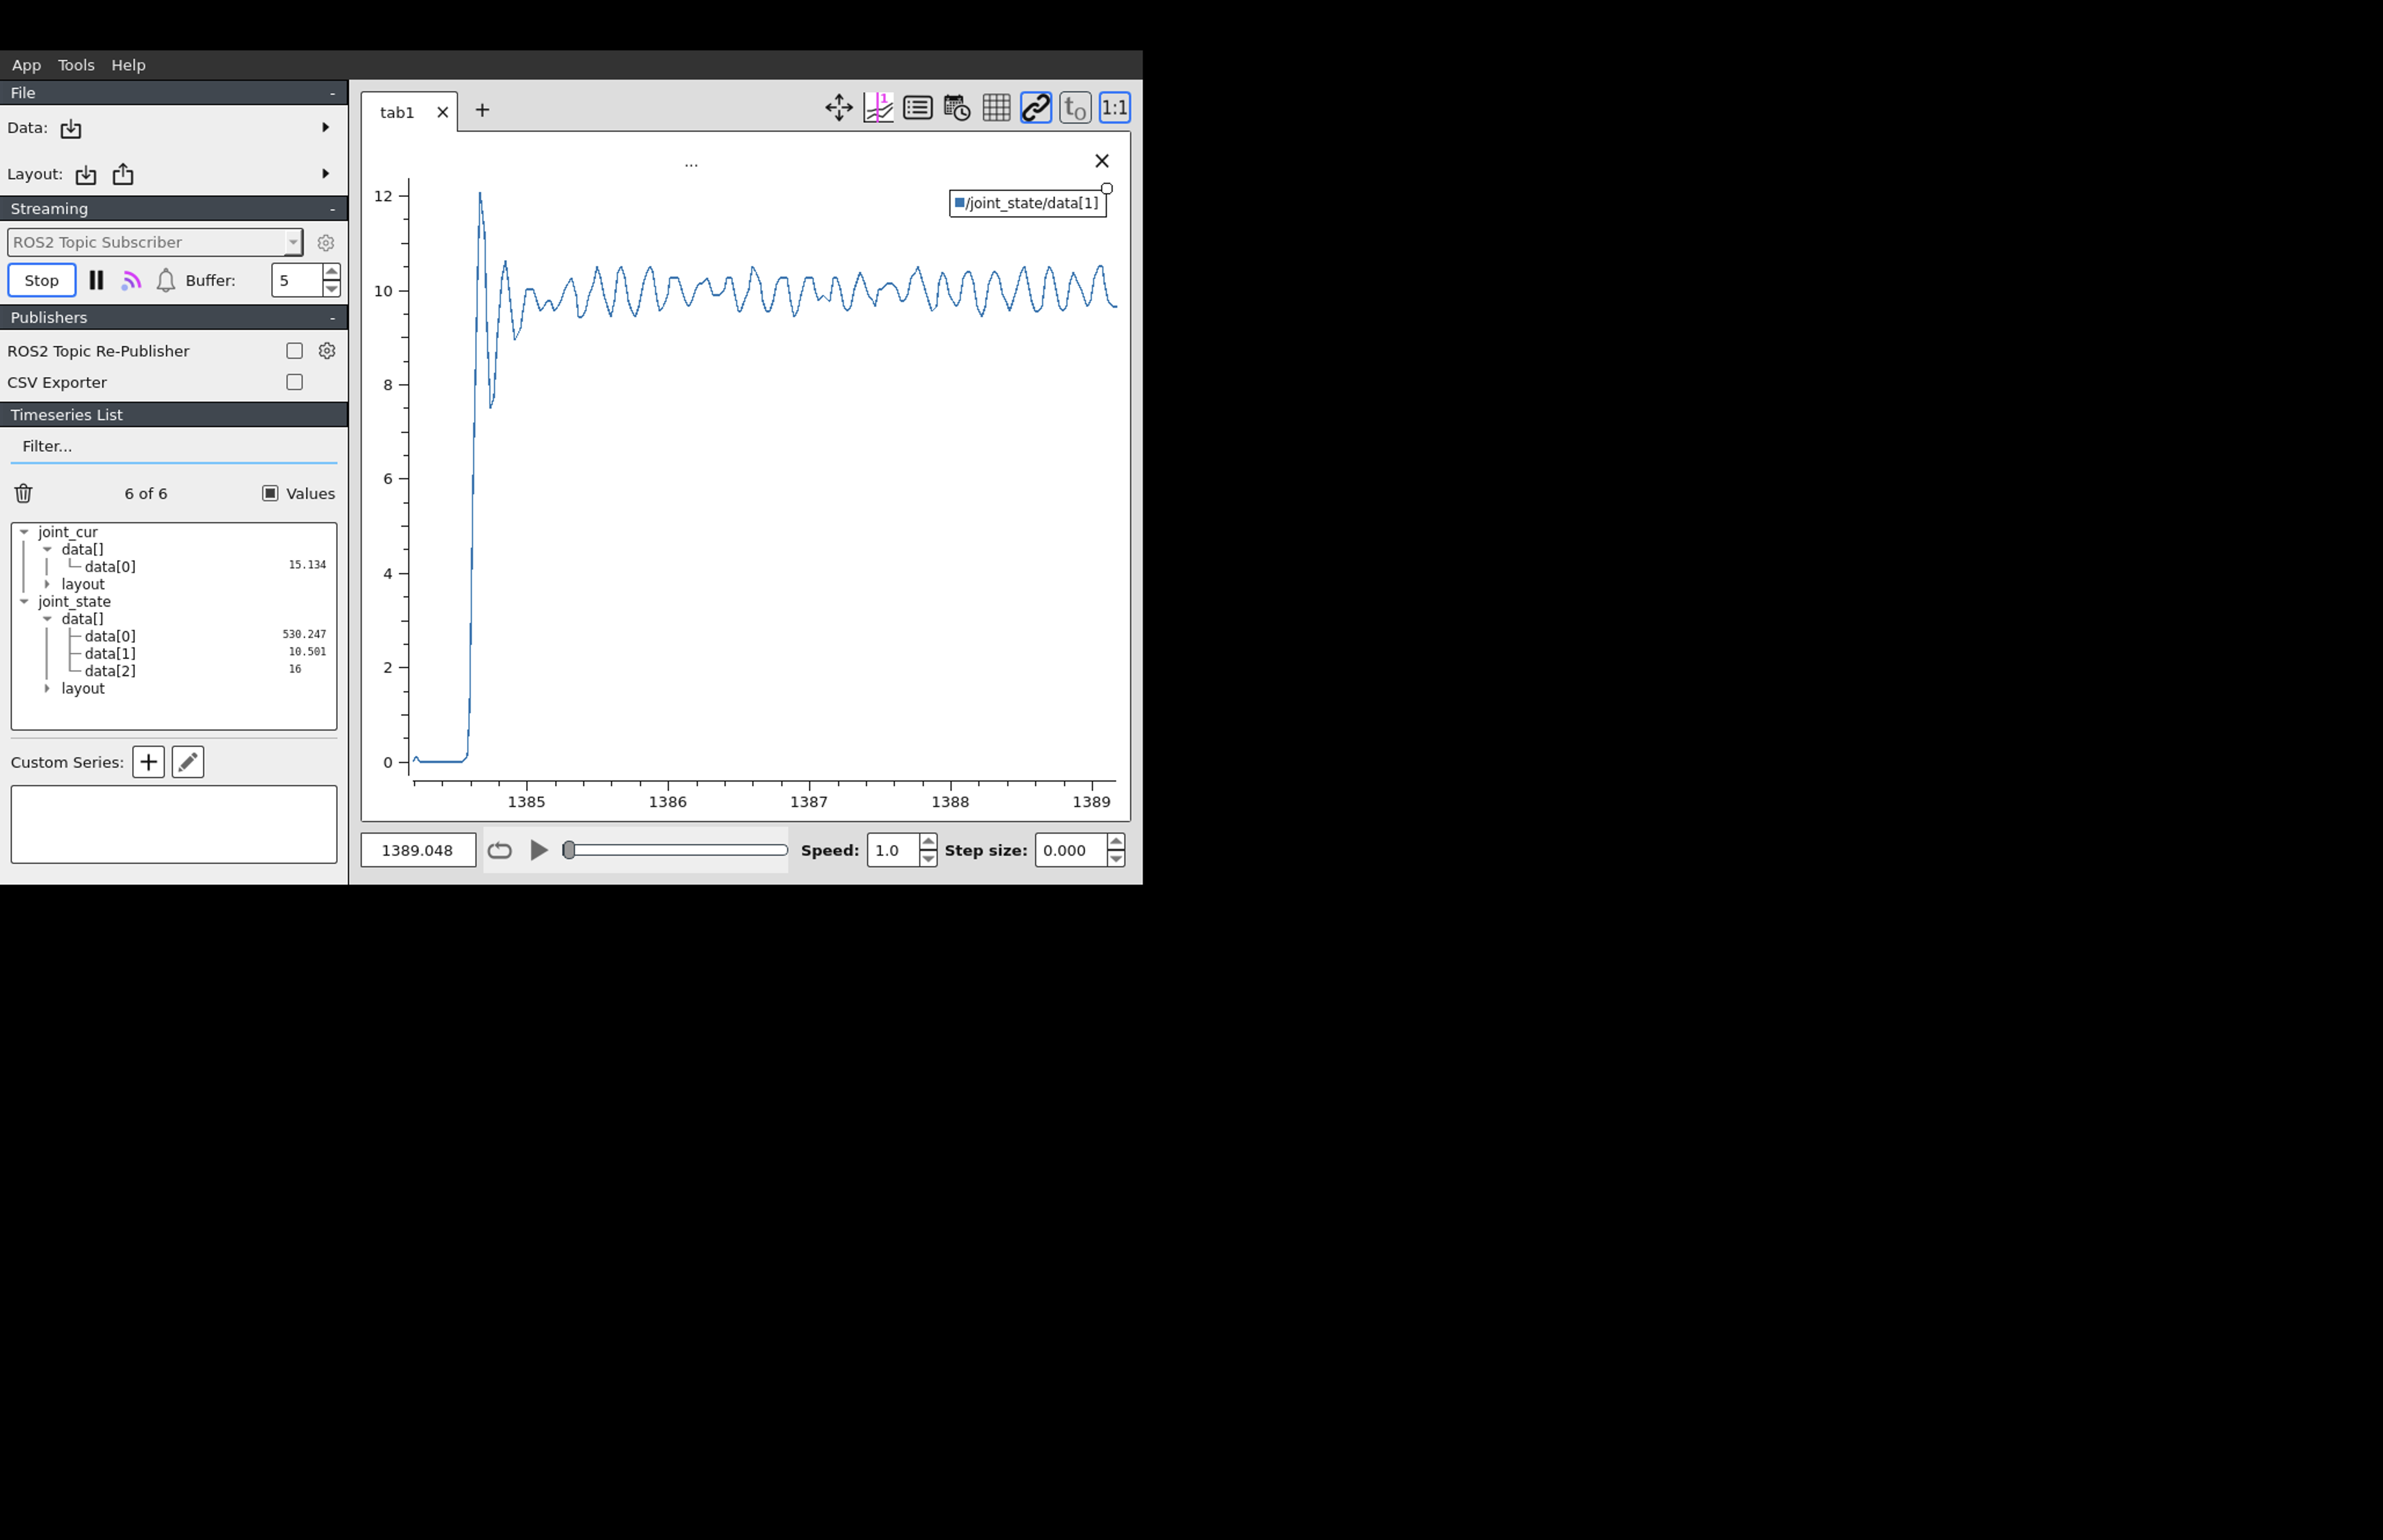 App Tools Help
File -
Data:
Layout:
Streaming -
ROS2 Topic Subscriber
Stop Buffer: 5
Publishers -
ROS2 Topic Re-Publisher
CSV Exporter
Timeseries List
Filter...
6 of 6 Values
joint_cur
data[]
data[0] 15.134
layout
joint_state
data[]
data[0] 530.247
data[1] 10.501
data[2] 16
layout
Custom Series:
tab1
1 t0 1:1
...
/joint_state/data[1]
12
10
8
6
4
2
0
1385 1386 1387 1388 1389
1389.048 Speed: 1.0 Step size: 0.000